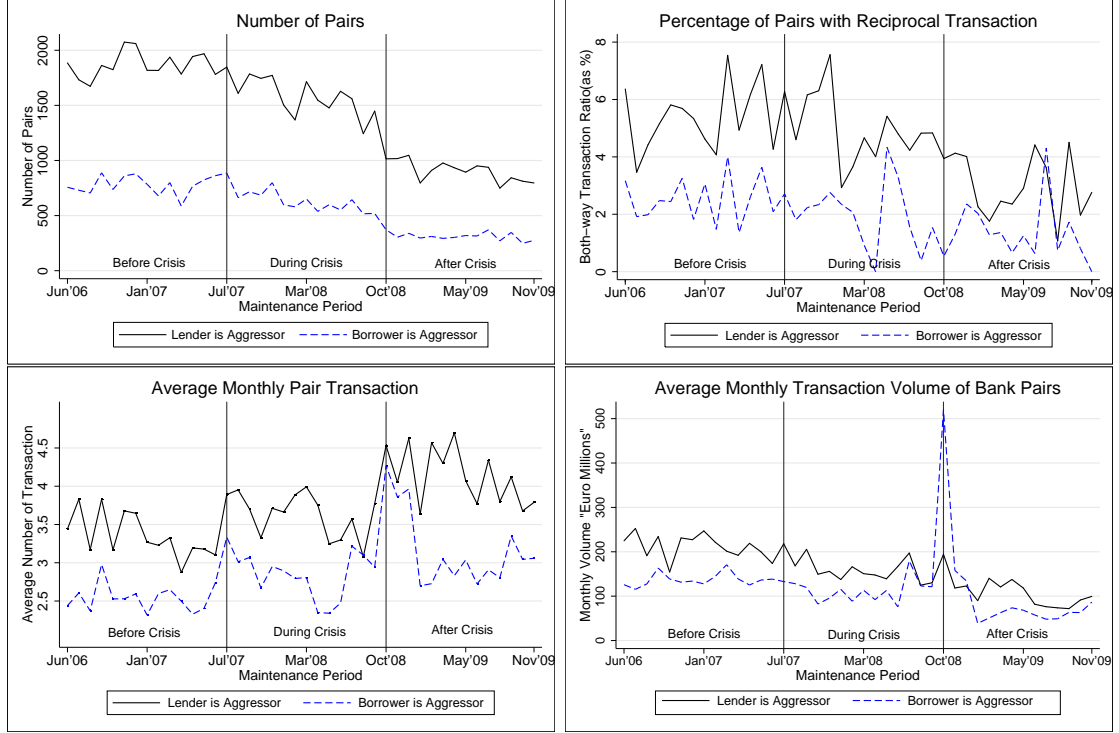 Number of Pairs
Number of Pairs
2000
1500
1000
500
0
Before Crisis
During Crisis
After Crisis
Jun'06
Jan'07
Jul'07
Mar'08
Oct'08
May'09
Nov'09
Maintenance Period
Lender is Aggressor
Borrower is Aggressor
Percentage of Pairs with Reciprocal Transaction
Both−way Transaction Ratio(as %)
8
6
4
2
0
Before Crisis
During Crisis
After Crisis
Jun'06
Jan'07
Jul'07
Mar'08
Oct'08
May'09
Nov'09
Maintenance Period
Lender is Aggressor
Borrower is Aggressor
Average Monthly Pair Transaction
Average Number of Transaction
4.5
4
3.5
3
2.5
Before Crisis
During Crisis
After Crisis
Jun'06
Jan'07
Jul'07
Mar'08
Oct'08
May'09
Nov'09
Maintenance Period
Lender is Aggressor
Borrower is Aggressor
Average Monthly Transaction Volume of Bank Pairs
Monthly Volume "Euro Millions"
500
400
300
200
100
0
Before Crisis
During Crisis
After Crisis
Jun'06
Jan'07
Jul'07
Mar'08
Oct'08
May'09
Nov'09
Maintenance Period
Lender is Aggressor
Borrower is Aggressor